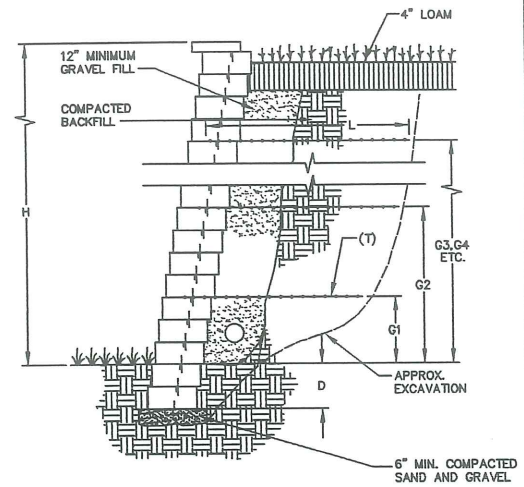 4" LOAM
12" MINIMUM
GRAVEL FILL
COMPACTED
BACKFILL
L
H
(T)
G3,G4
ETC.
G2
G1
D
APPROX.
EXCAVATION
6" MIN. COMPACTED
SAND AND GRAVEL